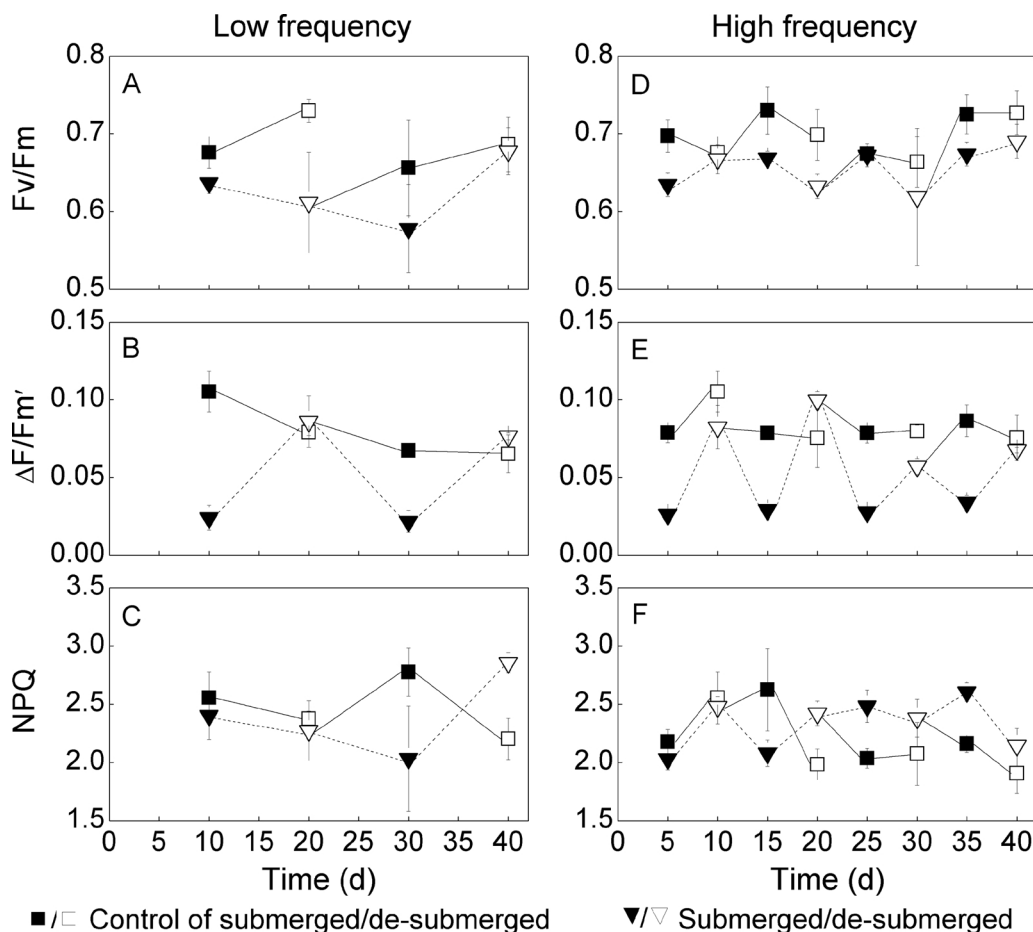 Low frequency
High frequency
A
0.8
0.7
0.6
0.5
Fv/Fm
D
0.8
0.7
0.6
0.5
B
0.15
0.10
0.05
0.00
ΔF/Fm′
E
0.15
0.10
0.05
0.00
C
3.5
3.0
2.5
2.0
1.5
NPQ
0 5 10 15 20 25 30 35 40
Time (d)
F
3.5
3.0
2.5
2.0
1.5
0 5 10 15 20 25 30 35 40
Time (d)
■/□ Control of submerged/de-submerged
▼/▽ Submerged/de-submerged